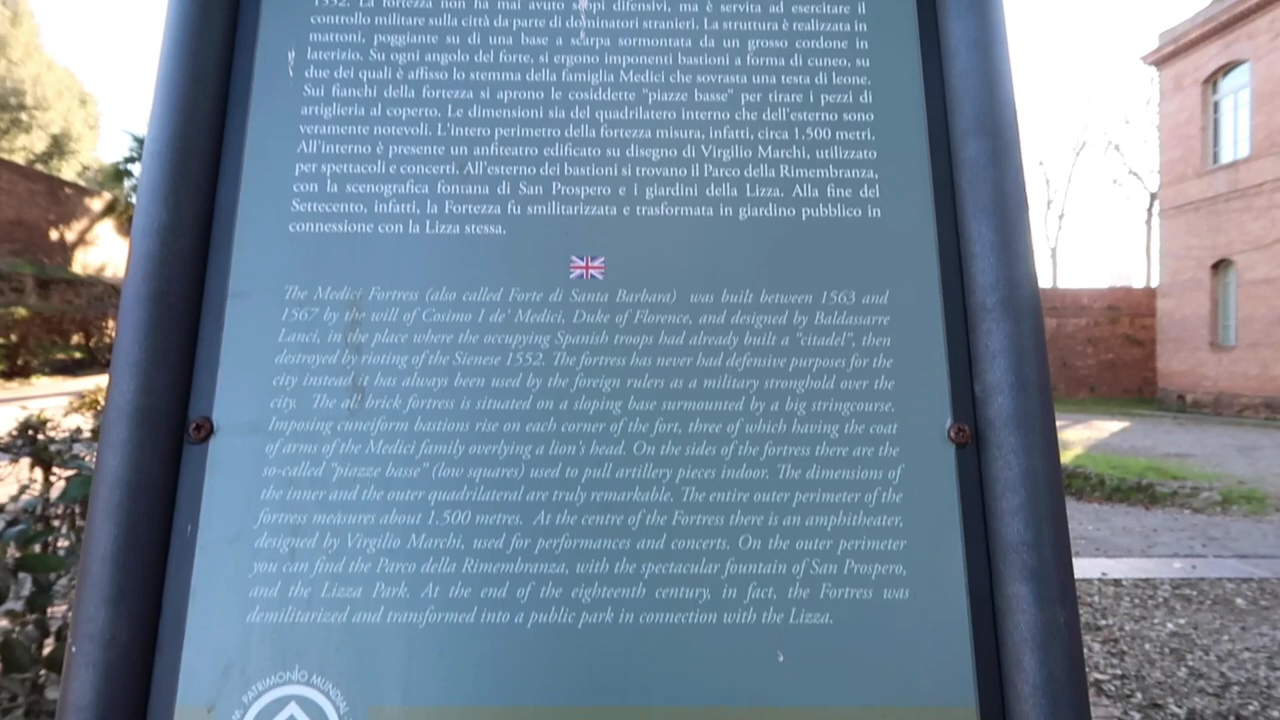 1552. La fortezza non ha mai avuto scopi difensivi, ma è servita ad esercitare il
controllo militare sulla città da parte di dominatori stranieri. La struttura è realizzata in
mattoni, poggiante su di una base a scarpa sormontata da un grosso cordone in
laterizio. Su ogni angolo del forte, si ergono imponenti bastioni a forma di cuneo, su
due dei quali è affisso lo stemma della famiglia Medici che sovrasta una testa di leone.
Sui fianchi della fortezza si aprono le cosiddette "piazze basse" per tirare i pezzi di
artiglieria al coperto. Le dimensioni sia del quadrilatero interno che dell'esterno sono
veramente notevoli. L'intero perimetro della fortezza misura, infatti, circa 1.500 metri.
All'interno è presente un anfiteatro edificato su disegno di Virgilio Marchi, utilizzato
per spettacoli e concerti. All'esterno dei bastioni si trovano il Parco della Rimembranza,
con la scenografica fontana di San Prospero e i giardini della Lizza. Alla fine del
Settecento, infatti, la Fortezza fu smilitarizzata e trasformata in giardino pubblico in
connessione con la Lizza stessa.
The Medici Fortress (also called Forte di Santa Barbara) was built between 1563 and
1567 by the will of Cosimo I de' Medici, Duke of Florence, and designed by Baldassarre
Lanci, in the place where the occupying Spanish troops had already built a "citadel", then
destroyed by rioting of the Sienese 1552. The fortress has never had defensive purposes for the
city instead it has always been used by the foreign rulers as a military stronghold over the
city. The all brick fortress is situated on a sloping base surmounted by a big stringcourse.
Imposing cuneiform bastions rise on each corner of the fort, three of which having the coat
of arms of the Medici family overlyng a lion's head. On the sides of the fortress there are the
so-called "piazze basse" (low squares) used to pull artillery pieces indoor. The dimensions of
the inner and the outer quadrilateral are truly remarkable. The entire outer perimeter of the
fortress measures about 1.500 metres. At the centre of the Fortress there is an amphitheater,
designed by Virgilio Marchi, used for performances and concerts. On the outer perimeter
you can find the Parco della Rimembranza, with the spectacular fountain of San Prospero,
and the Lizza Park. At the end of the eighteenth century, in fact, the Fortress was
demilitarized and transformed into a public park in connection with the Lizza.
PATRIMONIO MUNDIAL